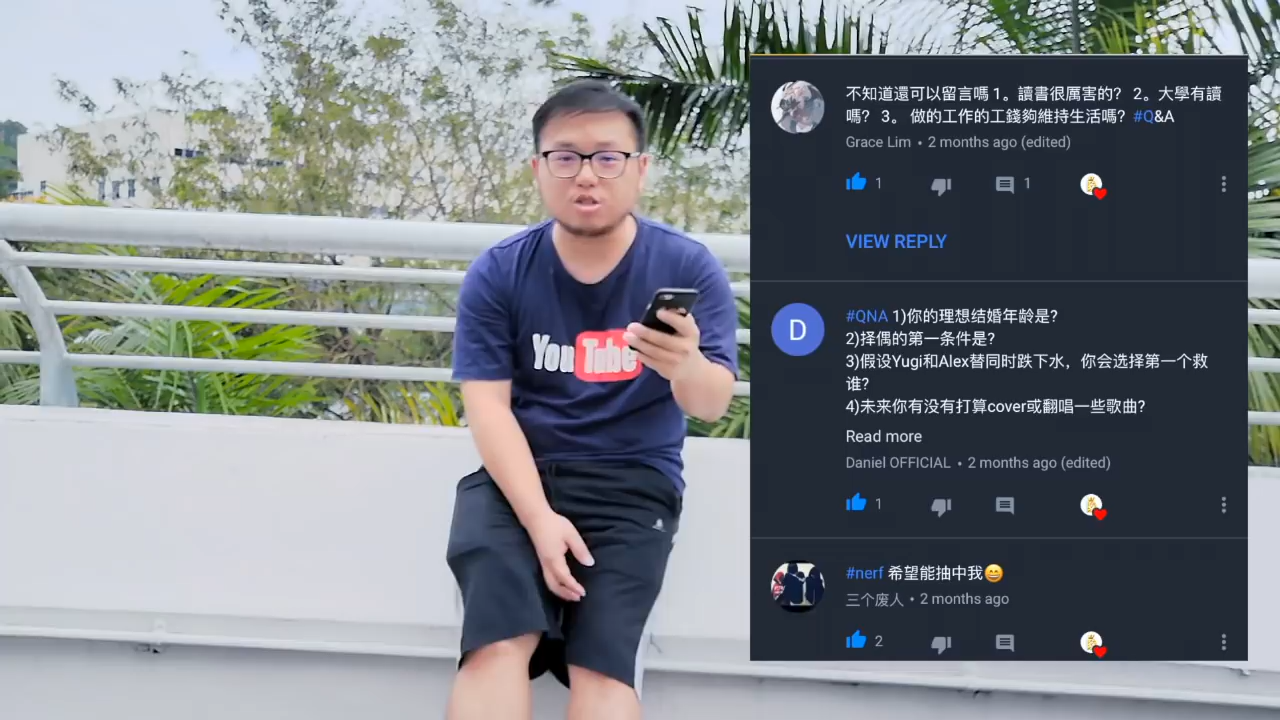 YouTube
不知道還可以留言嗎 1。讀書很厲害的? 2。大學有讀
嗎? 3。 做的工作的工錢夠維持生活嗎? #Q&A
Grace Lim • 2 months ago (edited)
1
1
VIEW REPLY
D
#QNA 1)你的理想结婚年龄是?
2)择偶的第一条件是?
3)假设Yugi和Alex替同时跌下水，你会选择第一个救
谁?
4)未来你有没有打算cover或翻唱一些歌曲?
Read more
Daniel OFFICIAL • 2 months ago (edited)
1
#nerf 希望能抽中我😄
三个废人 • 2 months ago
2